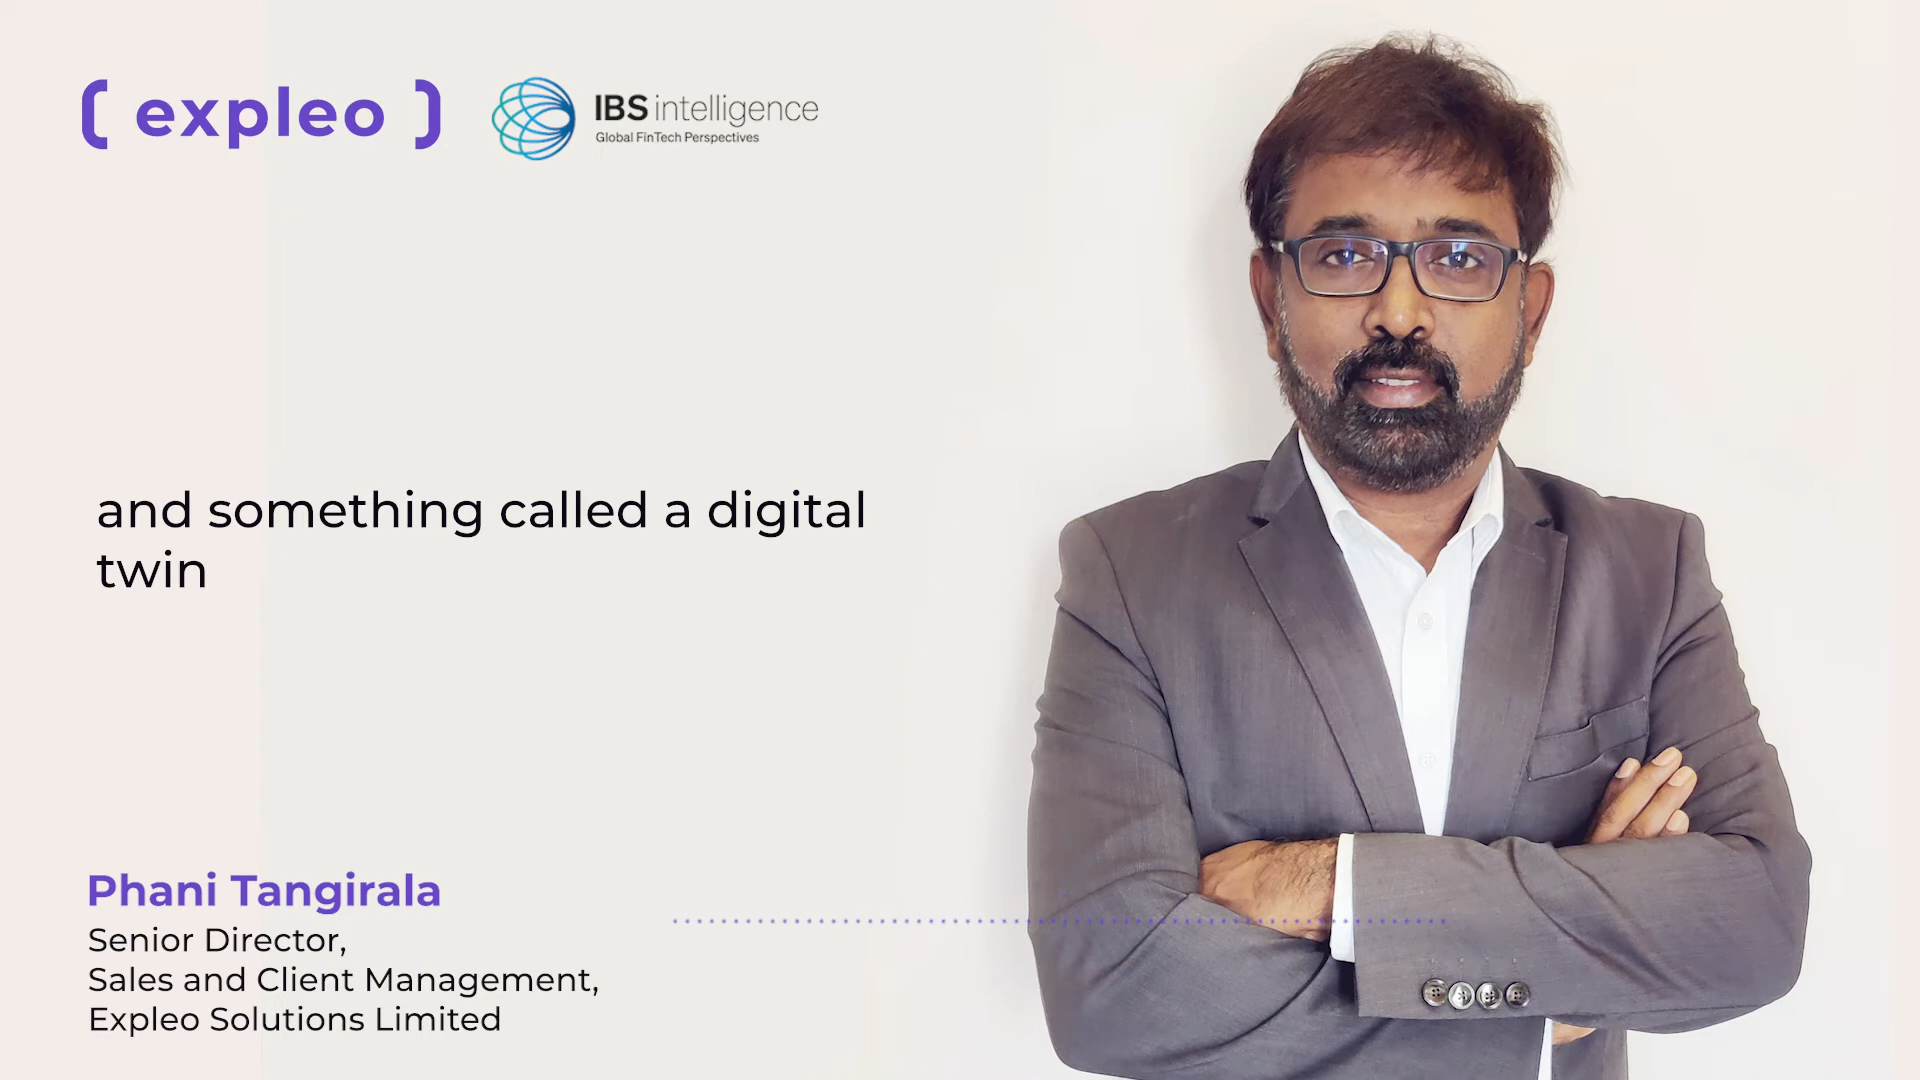 ( expleo )
IBS intelligence
Global FinTech Perspectives
and something called a digital
twin
Phani Tangirala
Senior Director,
Sales and Client Management,
Expleo Solutions Limited